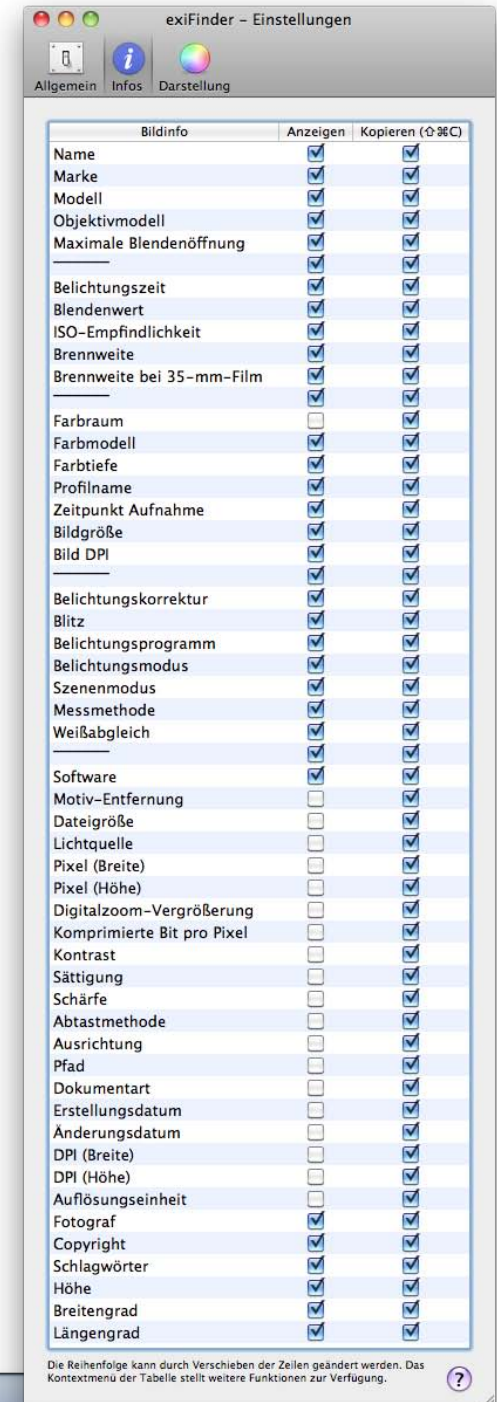 exiFinder – Einstellungen
Allgemein Infos Darstellung
Bildinfo Anzeigen Kopieren (⇧⌘C)
Name
Marke
Modell
Objektivmodell
Maximale Blendenöffnung
Belichtungszeit
Blendenwert
ISO-Empfindlichkeit
Brennweite
Brennweite bei 35-mm-Film
Farbraum
Farbmodell
Farbtiefe
Profilname
Zeitpunkt Aufnahme
Bildgröße
Bild DPI
Belichtungskorrektur
Blitz
Belichtungsprogramm
Belichtungsmodus
Szenenmodus
Messmethode
Weißabgleich
Software
Motiv-Entfernung
Dateigröße
Lichtquelle
Pixel (Breite)
Pixel (Höhe)
Digitalzoom-Vergrößerung
Komprimierte Bit pro Pixel
Kontrast
Sättigung
Schärfe
Abtastmethode
Ausrichtung
Pfad
Dokumentart
Erstellungsdatum
Änderungsdatum
DPI (Breite)
DPI (Höhe)
Auflösungseinheit
Fotograf
Copyright
Schlagwörter
Höhe
Breitengrad
Längengrad
Die Reihenfolge kann durch Verschieben der Zeilen geändert werden. Das
Kontextmenü der Tabelle stellt weitere Funktionen zur Verfügung. ?